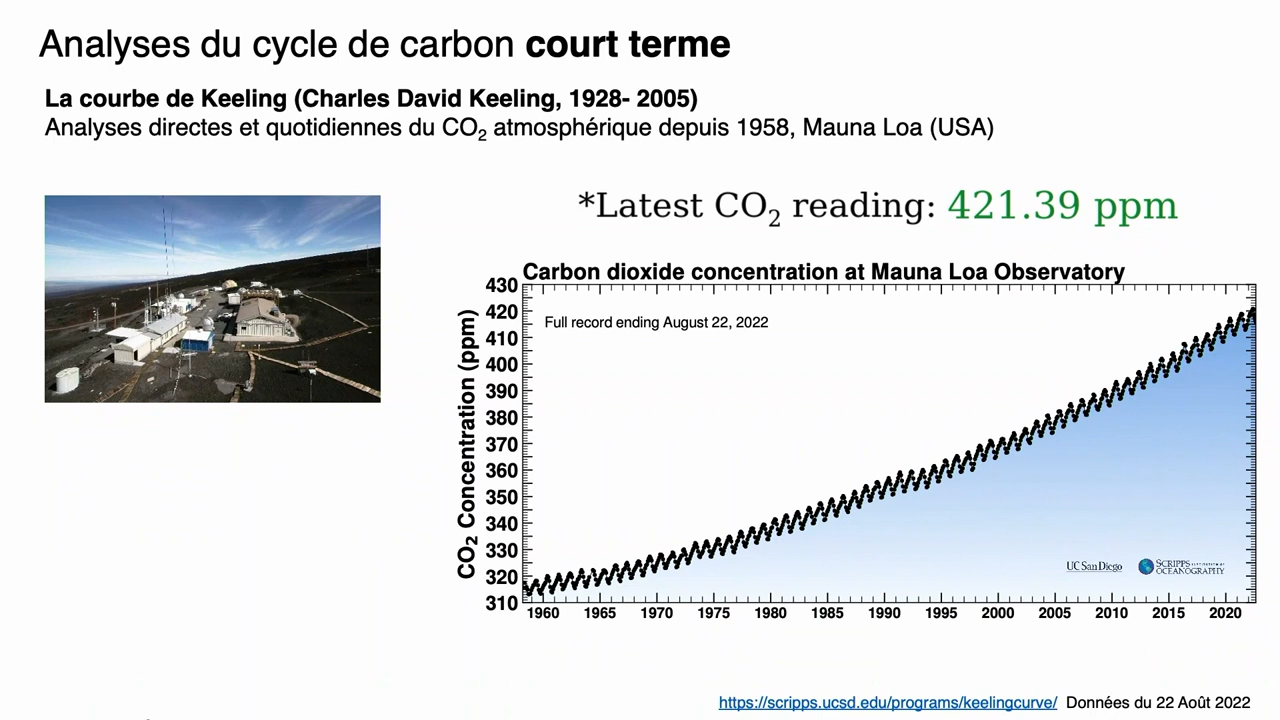 Analyses du cycle de carbon court terme
La courbe de Keeling (Charles David Keeling, 1928- 2005)
Analyses directes et quotidiennes du CO₂ atmosphérique depuis 1958, Mauna Loa (USA)
*Latest CO₂ reading: 421.39 ppm
Carbon dioxide concentration at Mauna Loa Observatory
Full record ending August 22, 2022
CO₂ Concentration (ppm)
430
420
410
400
390
380
370
360
350
340
330
320
310
1960 1965 1970 1975 1980 1985 1990 1995 2000 2005 2010 2015 2020
UC San Diego
SCRIPPS
OCEANOGRAPHY
https://scripps.ucsd.edu/programs/keelingcurve/ Données du 22 Août 2022